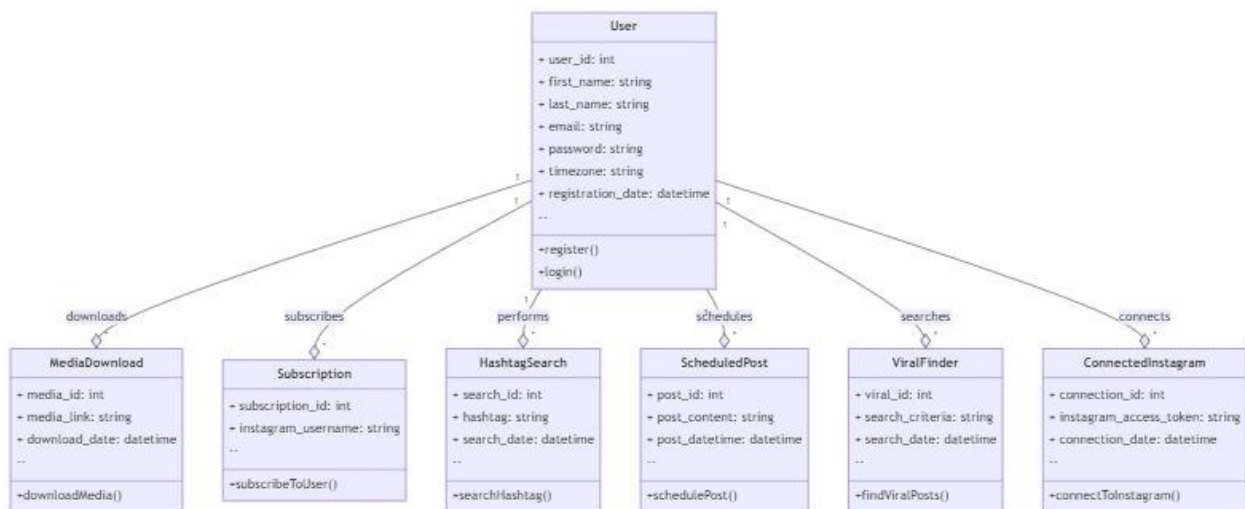 User
+ user_id: int
+ first_name: string
+ last_name: string
+ email: string
+ password: string
+ timezone: string
+ registration_date: datetime
--
+register()
+login()
1
1
1
1
1
1
downloads
subscribes
performs
schedules
searches
connects
*
*
*
*
*
*
MediaDownload
+ media_id: int
+ media_link: string
+ download_date: datetime
--
+downloadMedia()
Subscription
+ subscription_id: int
+ instagram_username: string
--
+subscribeToUser()
HashtagSearch
+ search_id: int
+ hashtag: string
+ search_date: datetime
--
+searchHashtag()
ScheduledPost
+ post_id: int
+ post_content: string
+ post_datetime: datetime
--
+schedulePost()
ViralFinder
+ viral_id: int
+ search_criteria: string
+ search_date: datetime
--
+findViralPosts()
ConnectedInstagram
+ connection_id: int
+ instagram_access_token: string
+ connection_date: datetime
--
+connectToInstagram()